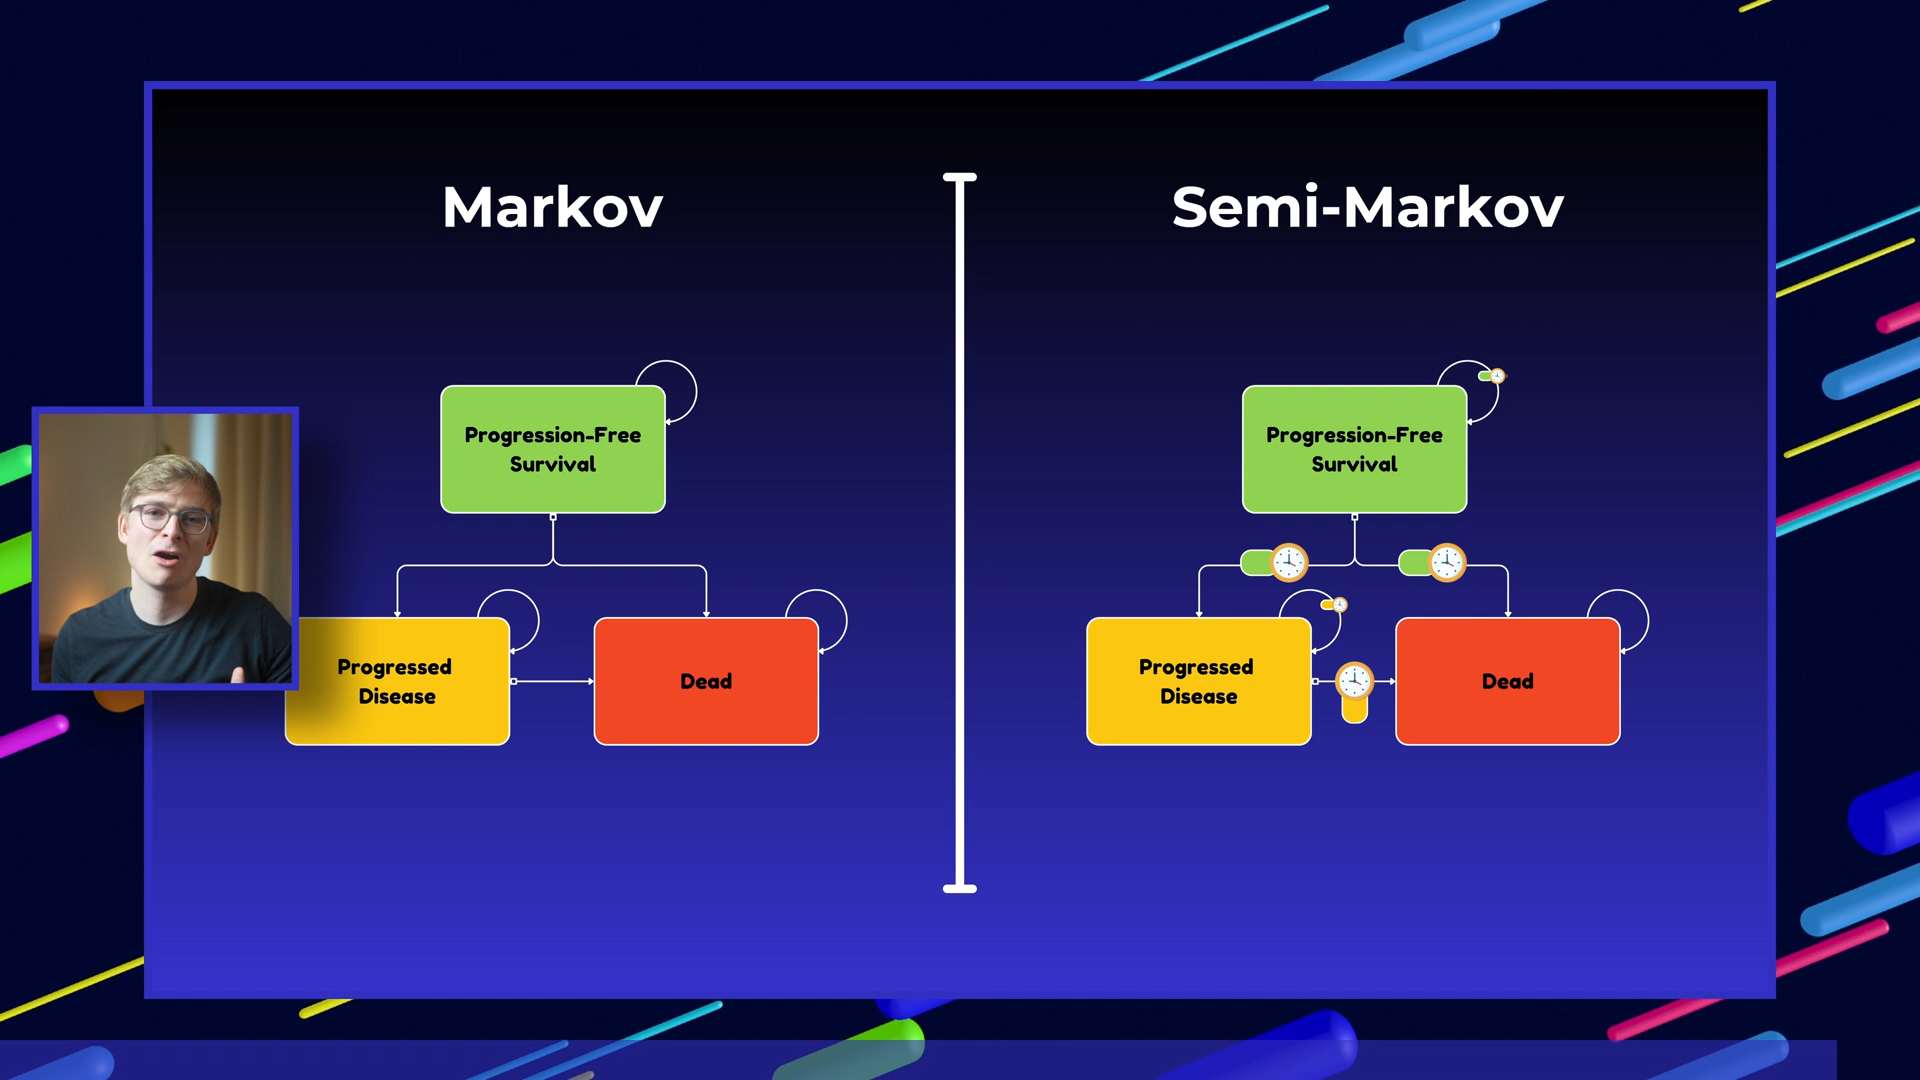 Markov
Progression-Free
Survival
Progressed
Disease
Dead
Semi-Markov
Progression-Free
Survival
Progressed
Disease
Dead